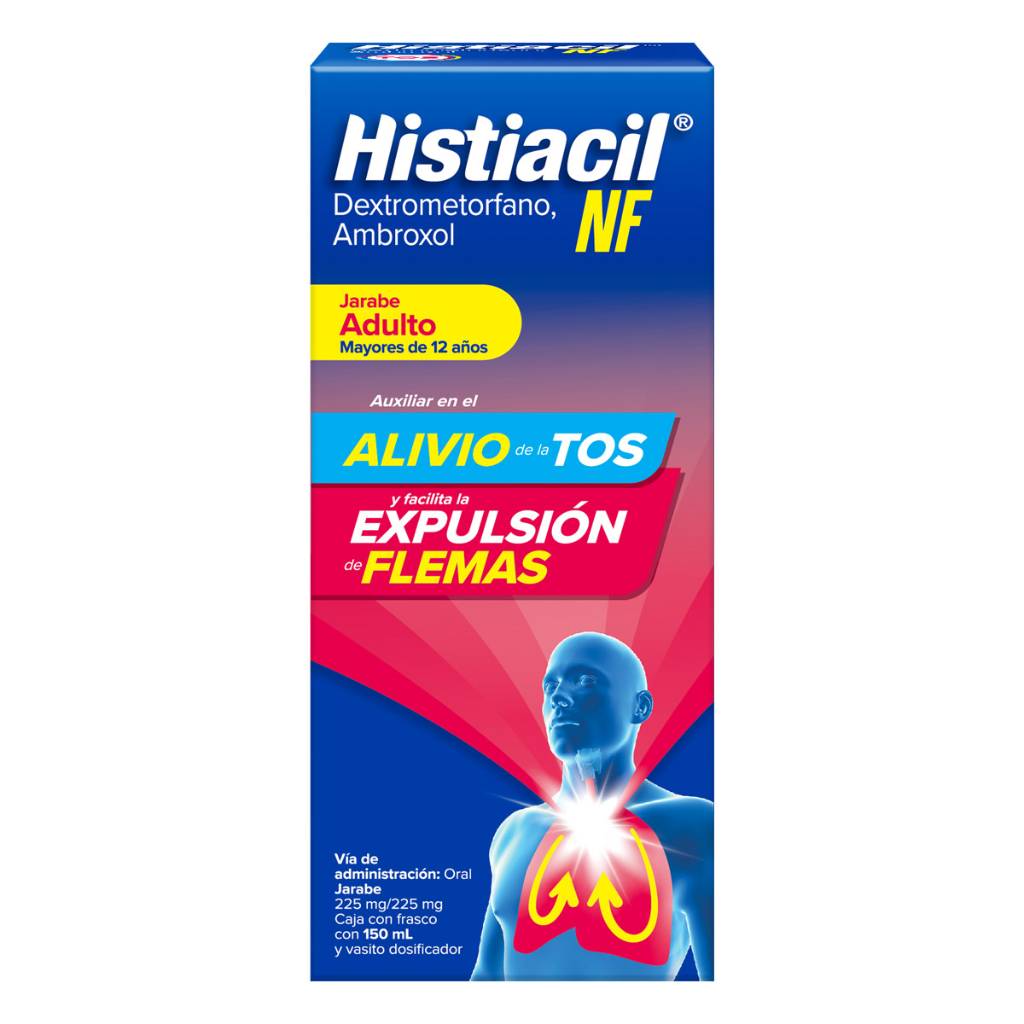 Histiacil
TOS
Histiacil®
NF
Dextrometorfano,
Ambroxol
Jarabe
Adulto
Mayores de 12 años
Auxiliar en el
ALIVIO de la TOS
y facilita la
EXPULSIÓN
de FLEMAS
Vía de
administración: Oral
Jarabe
225 mg/225 mg
Caja con frasco
con 150 mL
y vasito dosificador